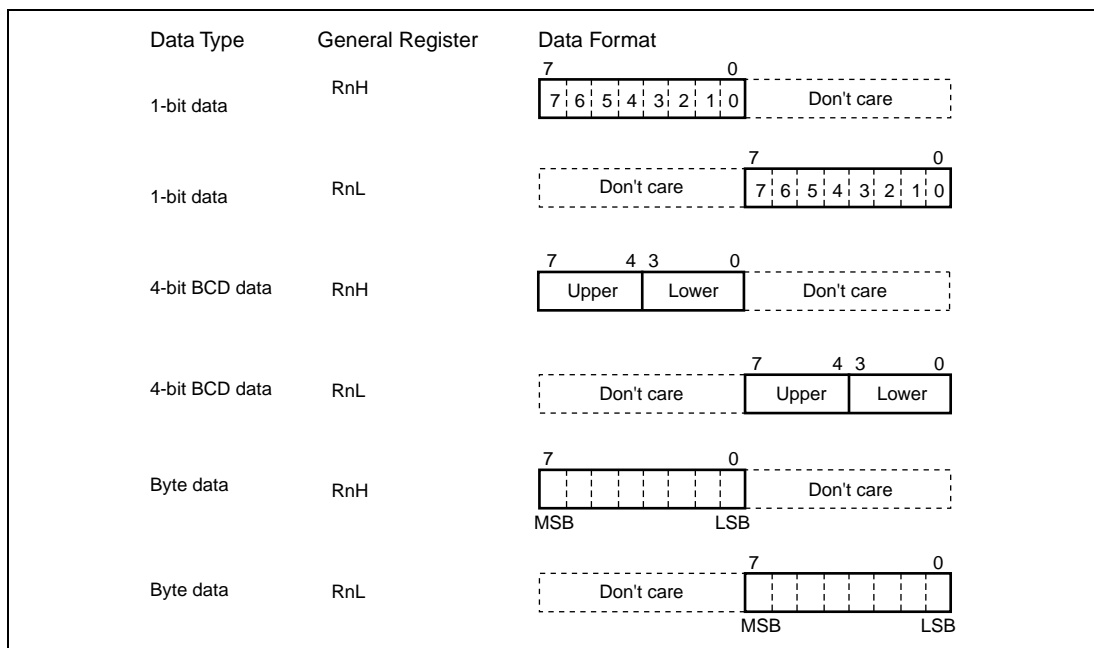 Data Type General Register Data Format
7 0
1-bit data RnH 7 6 5 4 3 2 1 0 Don't care
7 0
1-bit data RnL Don't care 7 6 5 4 3 2 1 0
7 4 3 0
4-bit BCD data RnH Upper Lower Don't care
7 4 3 0
4-bit BCD data RnL Don't care Upper Lower
7 0
Byte data RnH Don't care
MSB LSB
7 0
Byte data RnL Don't care
MSB LSB